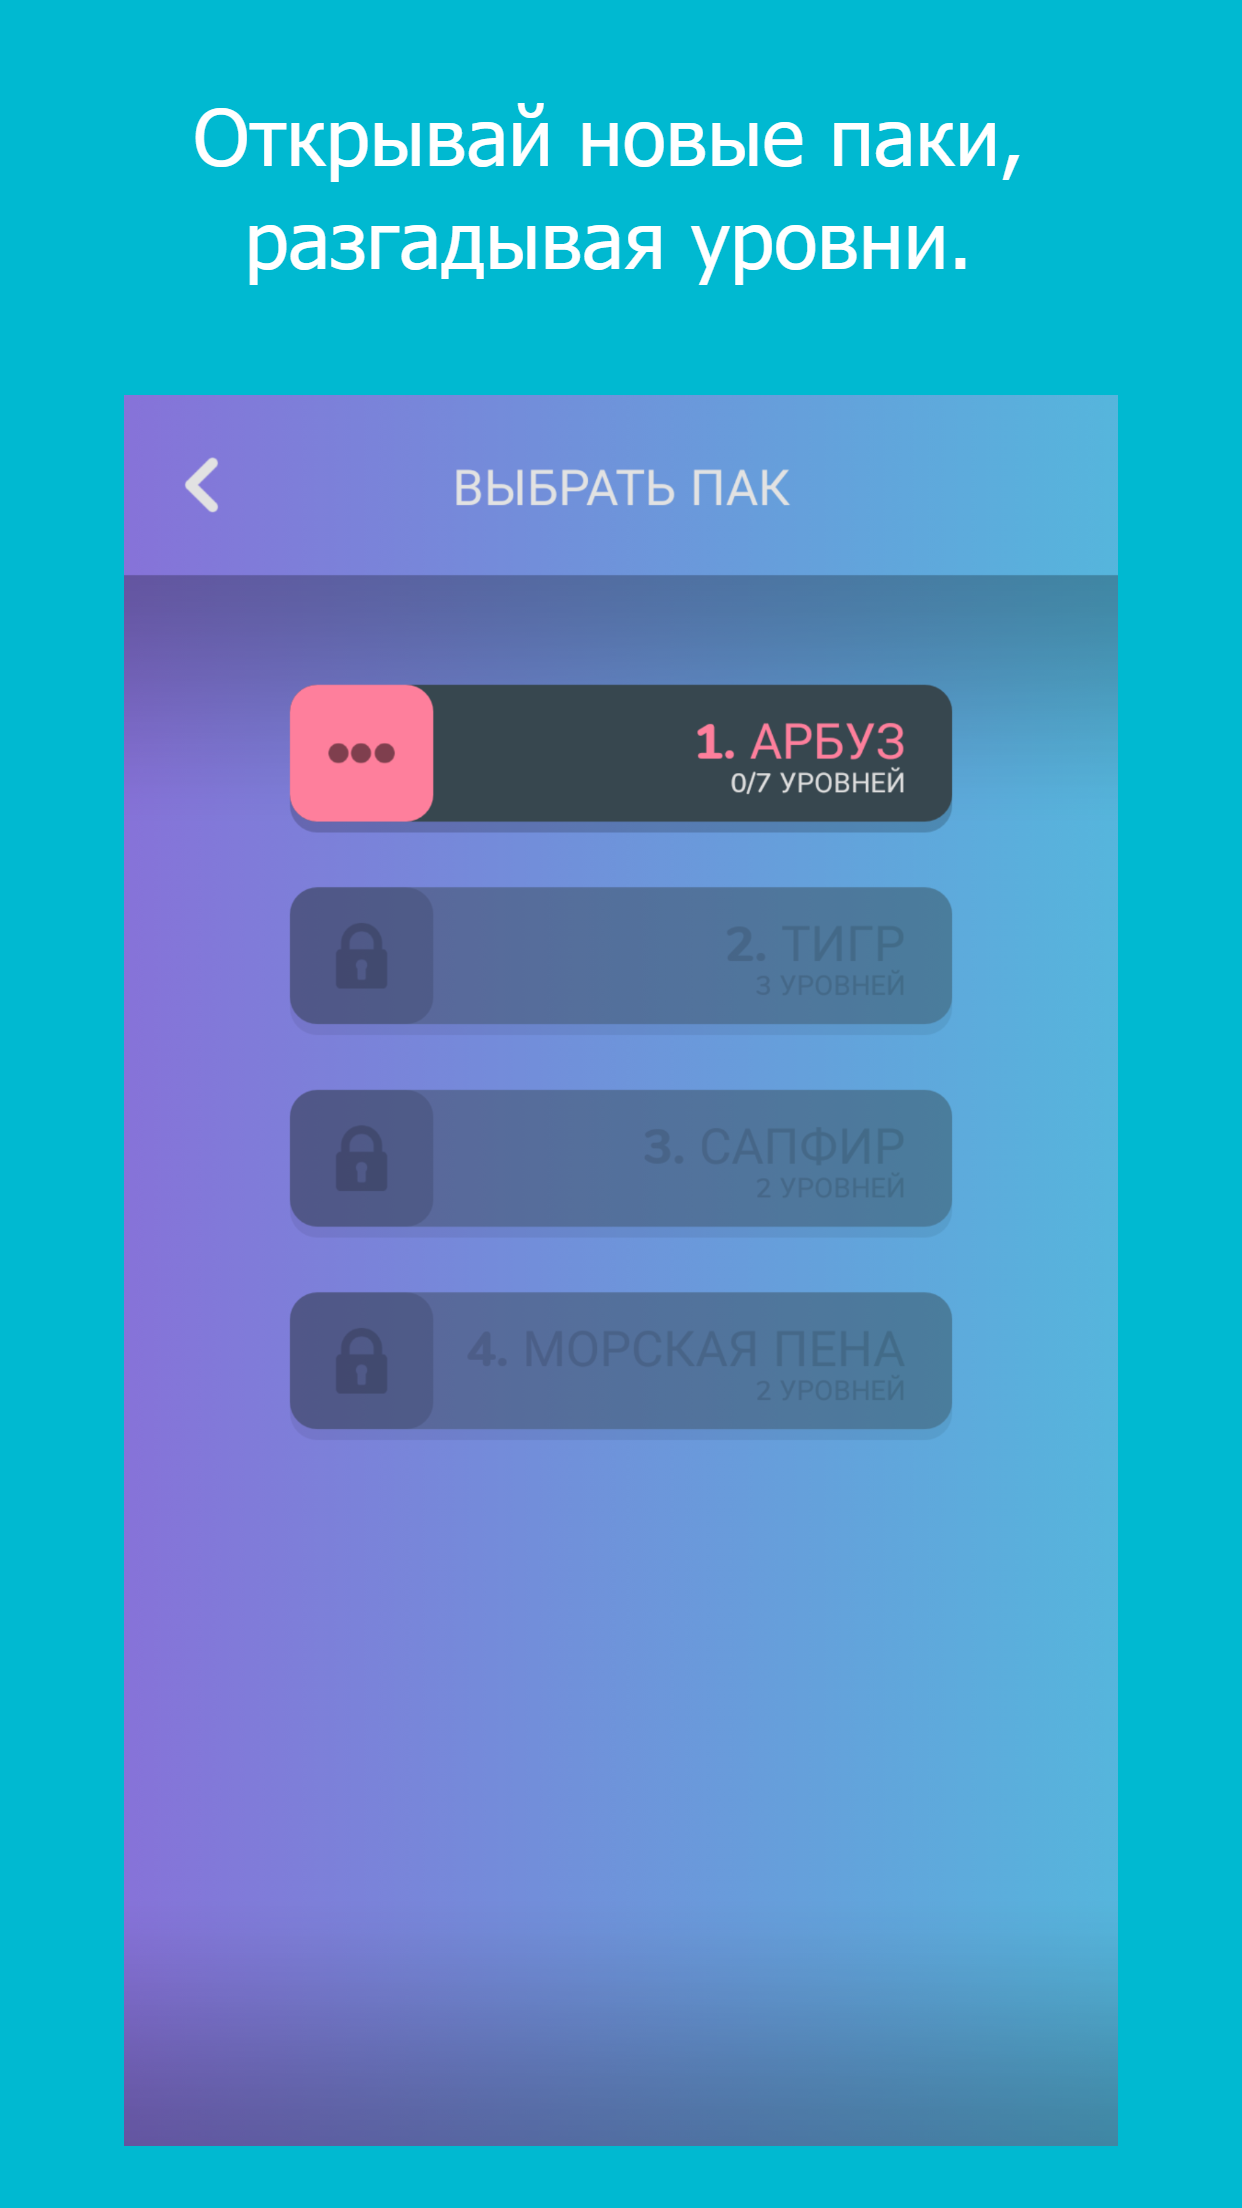 Открывай новые паки,
разгадывая уровни.
ВЫБРАТЬ ПАК
1. АРБУЗ
0/7 УРОВНЕЙ
2. ТИГР
3 УРОВНЕЙ
3. САПФИР
2 УРОВНЕЙ
4. МОРСКАЯ ПЕНА
2 УРОВНЕЙ